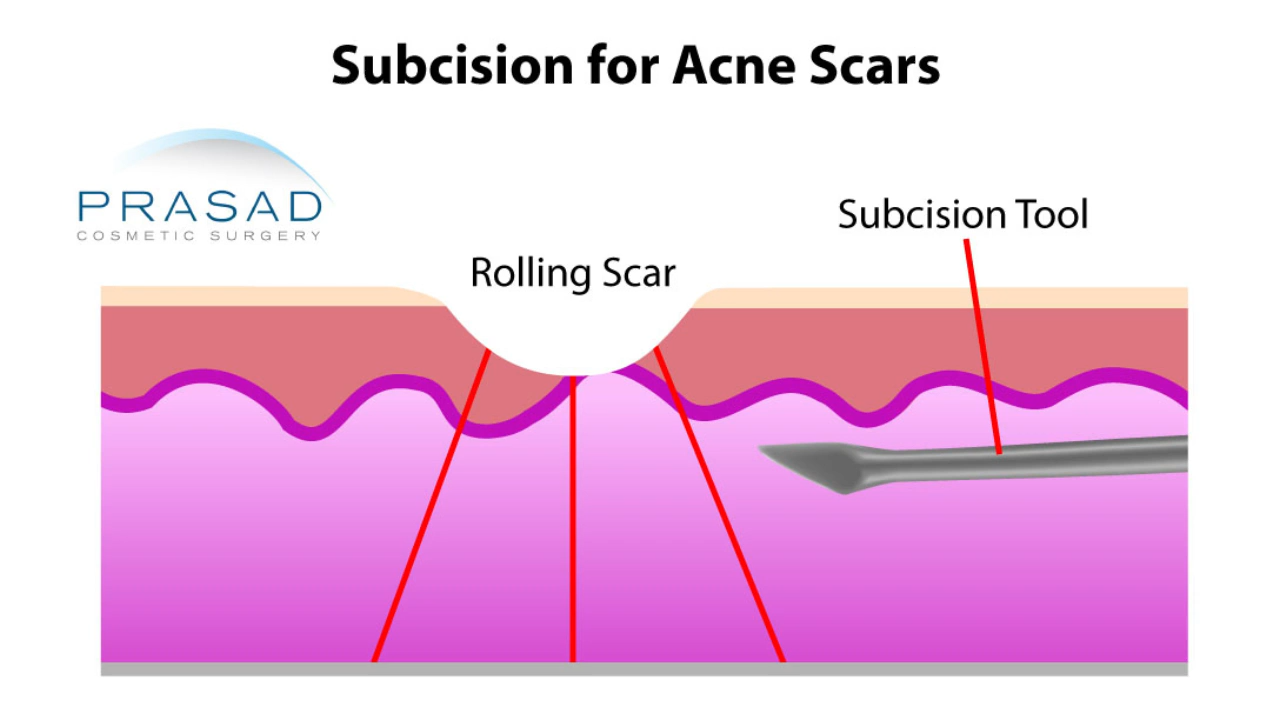 Subcision for Acne Scars
PRASAD
COSMETIC SURGERY
Subcision Tool
Rolling Scar